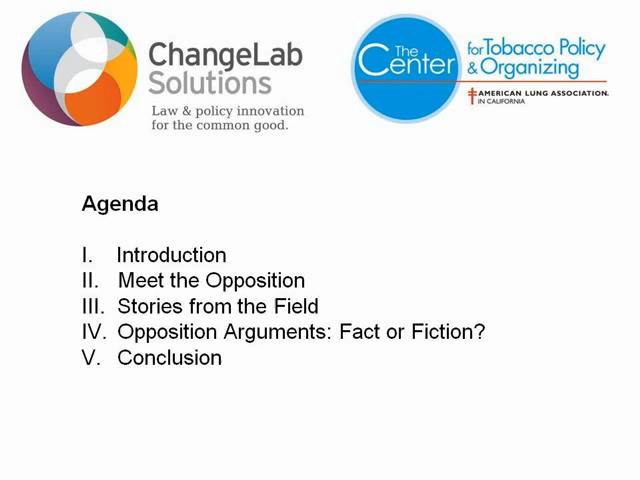 ChangeLab
Solutions
Law & policy innovation
for the common good.
The
Center
for Tobacco Policy
& Organizing
AMERICAN LUNG ASSOCIATION.
IN CALIFORNIA
Agenda
I. Introduction
II. Meet the Opposition
III. Stories from the Field
IV. Opposition Arguments: Fact or Fiction?
V. Conclusion